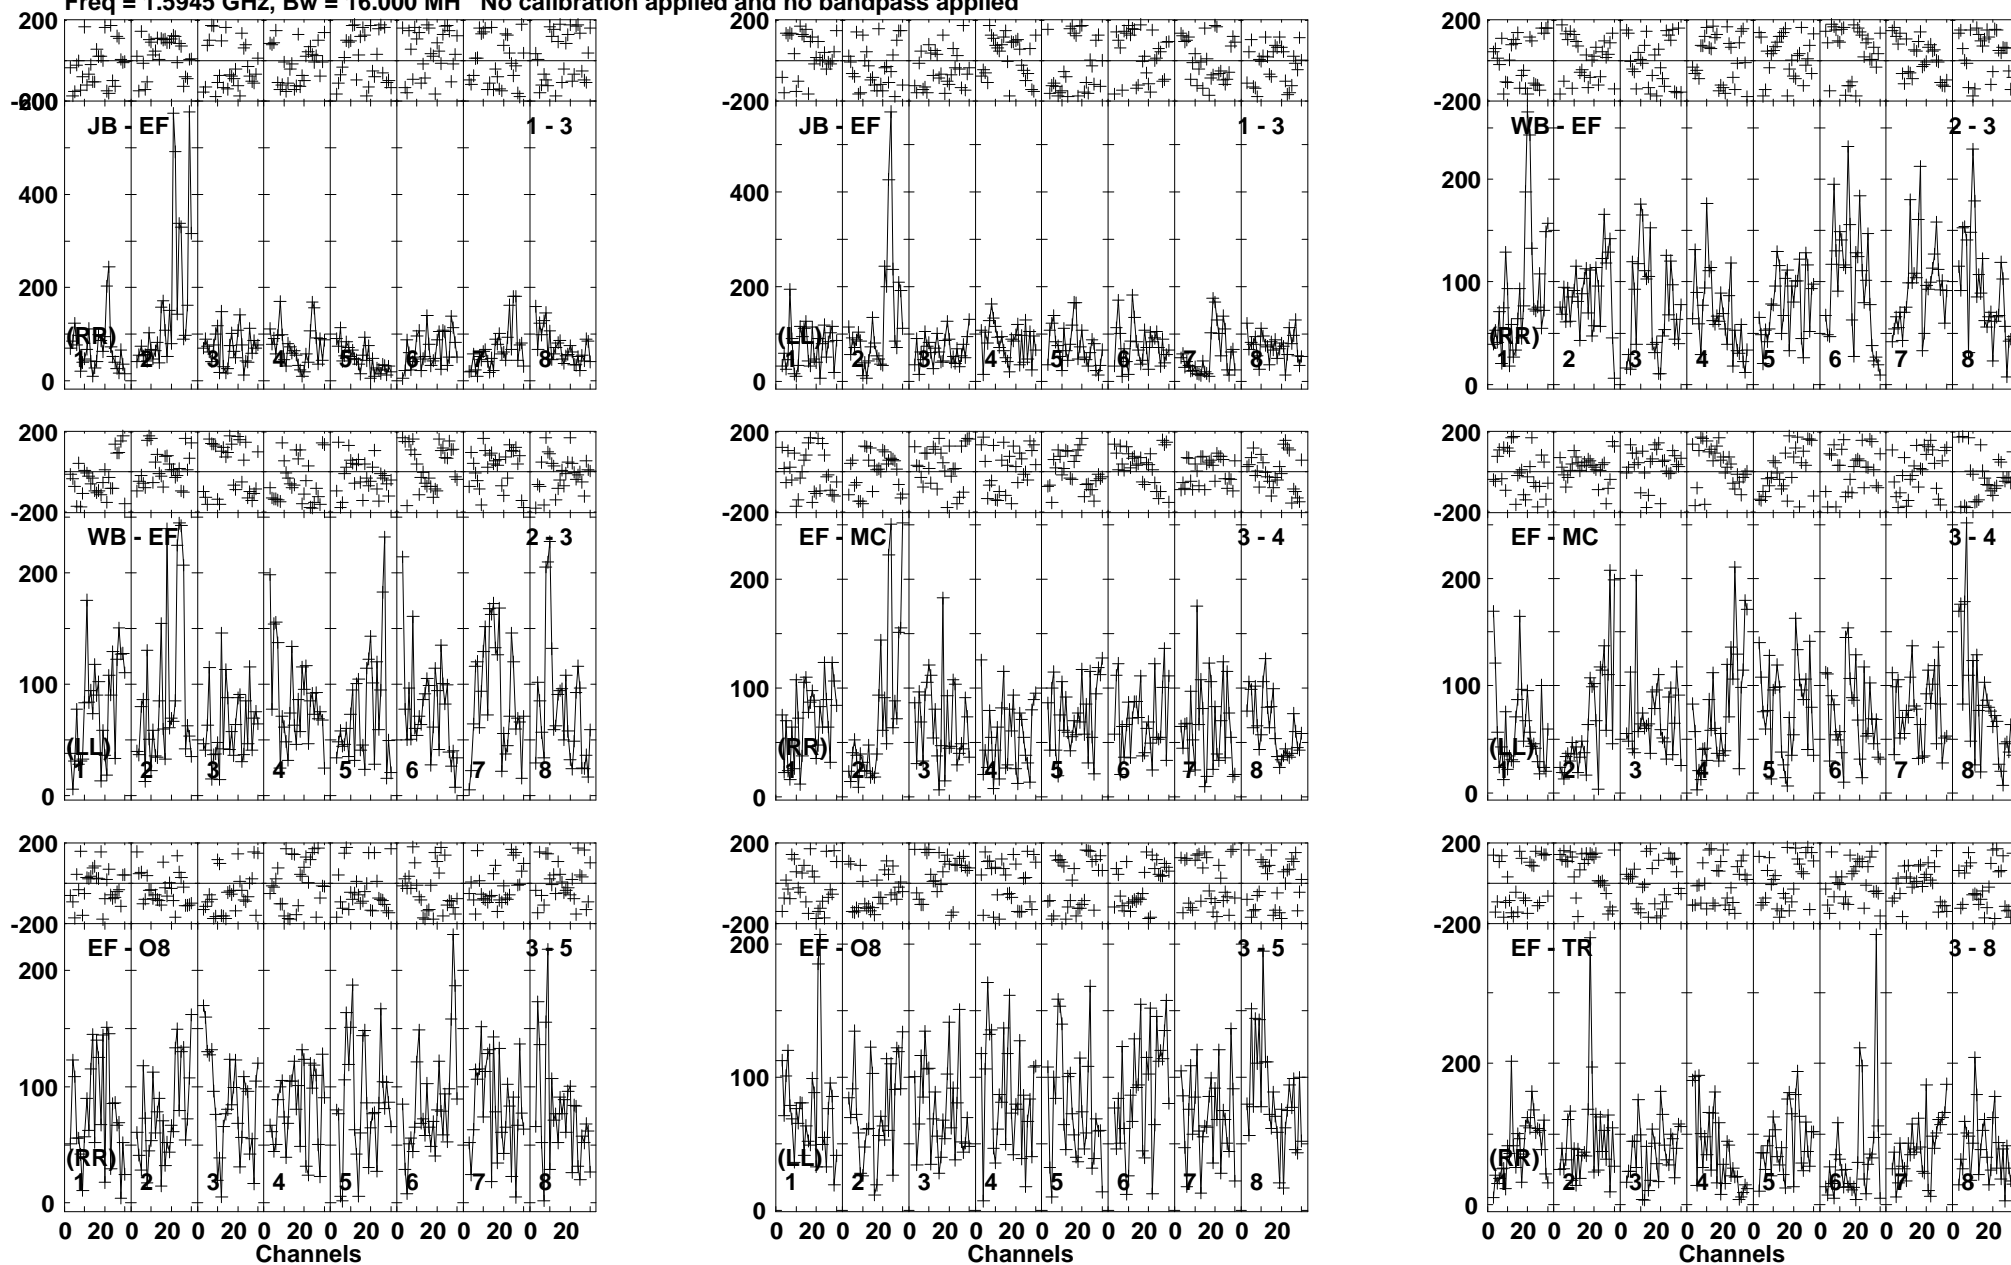 Freq = 1.5945 GHz, Bw = 16.000 MH No calibration applied and no bandpass applied
200 200 200
-200 -200
600
JB - EF 1 - 3 JB - EF 1 - 3 WB - EF 2 - 3
400 400 200
200 200 100
(RR) (LL) (RR)
1 2 3 4 5 6 7 8 1 2 3 4 5 6 7 8 1 2 3 4 5 6 7 8
0 0 0
200 200 200
-200 -200 -200
WB - EF 2 - 3 EF - MC 3 - 4 EF - MC 3 - 4
200 200 200
100 100 100
(LL) (RR) (LL)
1 2 3 4 5 6 7 8 1 2 3 4 5 6 7 8 1 2 3 4 5 6 7 8
0 0 0
200 200 200
-200 -200 -200
EF - O8 3 - 5 EF - O8 3 - 5 EF - TR 3 - 8
200 200 200
100 100
(RR) (LL) (RR)
1 2 3 4 5 6 7 8 1 2 3 4 5 6 7 8 1 2 3 4 5 6 7 8
0 0 0
0 20 0 20 0 20 0 20 0 20 0 20 0 20 0 20 0 20 0 20 0 20 0 20 0 20 0 20 0 20 0 20 0 20 0 20 0 20 0 20 0 20 0 20 0 20 0 20
Channels Channels Channels